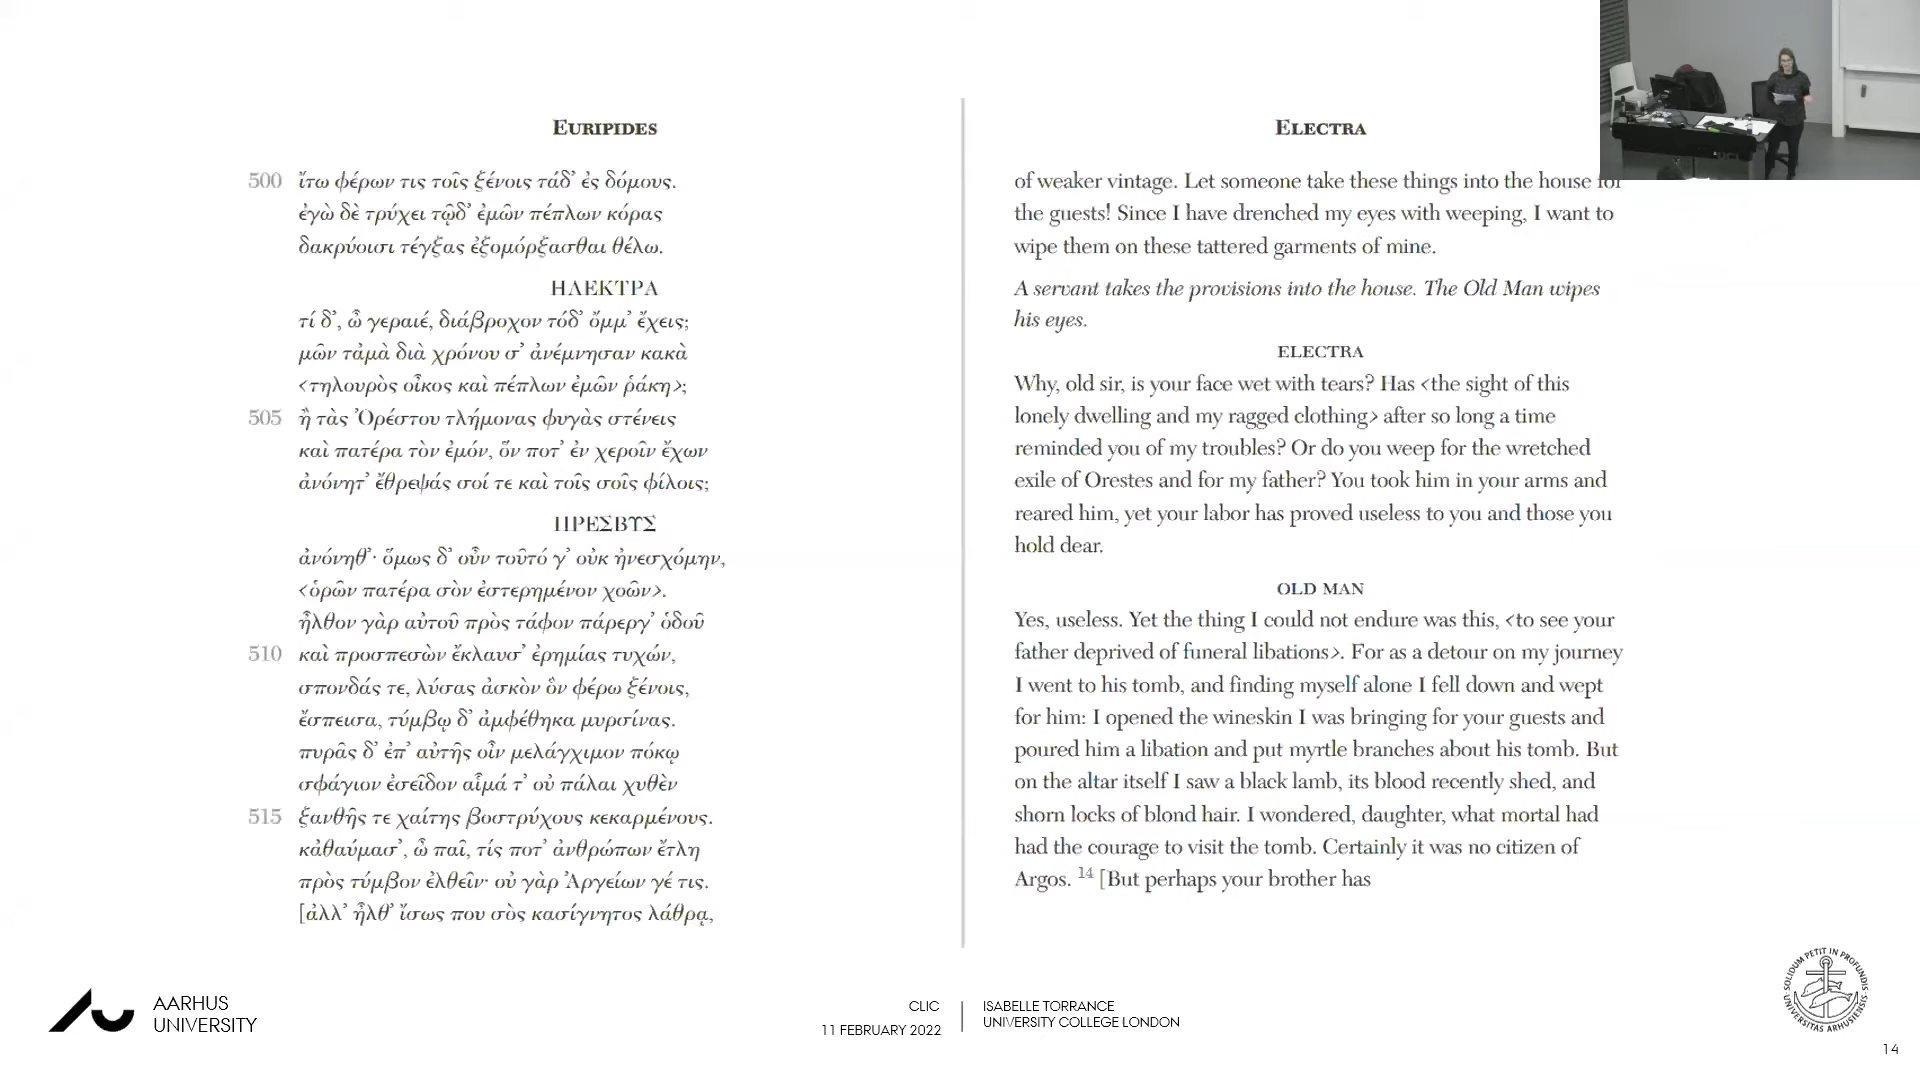 EURIPIDES
500 ἴτω φέρων τις τοῖς ξένοις τάδ’ ἐς δόμους.
ἐγὼ δὲ τρύχει τῷδ’ ἐμῶν πέπλων κόρας
δακρύοισι τέγξας ἐξομόρξασθαι θέλω.
ΗΛΕΚΤΡΑ
τί δ’, ὦ γεραιέ, διάβροχον τόδ’ ὄμμ’ ἔχεις;
μῶν τἀμὰ διὰ χρόνου σ’ ἀνέμνησαν κακὰ
<τηλουρὸς οἶκος καὶ πέπλων ἐμῶν ῥάκη>;
505 ἢ τὰς Ὀρέστου τλήμονας φυγὰς στένεις
καὶ πατέρα τὸν ἐμόν, ὅν ποτ’ ἐν χεροῖν ἔχων
ἀνόνητ’ ἔθρεψάς σοί τε καὶ τοῖς σοῖς φίλοις;
ΠΡΕΣΒΥΣ
ἀνόνηθ’· ὅμως δ’ οὖν τοῦτό γ’ οὐκ ἠνεσχόμην,
<ὁρῶν πατέρα σὸν ἐστερημένον χοῶν>.
ἦλθον γὰρ αὐτοῦ πρὸς τάφον πάρεργ’ ὁδοῦ
510 καὶ προσπεσὼν ἔκλαυσ’ ἐρημίας τυχών,
σπονδάς τε, λύσας ἀσκὸν ὃν φέρω ξένοις,
ἔσπεισα, τύμβῳ δ’ ἀμφέθηκα μυρσίνας.
πυρᾶς δ’ ἐπ’ αὐτῆς οἶν μελάγχιμον πόκῳ
σφάγιον ἐσεῖδον αἷμά τ’ οὐ πάλαι χυθὲν
515 ξανθῆς τε χαίτης βοστρύχους κεκαρμένους.
κἀθαύμασ’, ὦ παῖ, τίς ποτ’ ἀνθρώπων ἔτλη
πρὸς τύμβον ἐλθεῖν· οὐ γὰρ Ἀργείων γέ τις.
[ἀλλ’ ἦλθ’ ἴσως που σὸς κασίγνητος λάθρᾳ,
ELECTRA
of weaker vintage. Let someone take these things into the house for
the guests! Since I have drenched my eyes with weeping, I want to
wipe them on these tattered garments of mine.
A servant takes the provisions into the house. The Old Man wipes
his eyes.
ELECTRA
Why, old sir, is your face wet with tears? Has <the sight of this
lonely dwelling and my ragged clothing> after so long a time
reminded you of my troubles? Or do you weep for the wretched
exile of Orestes and for my father? You took him in your arms and
reared him, yet your labor has proved useless to you and those you
hold dear.
OLD MAN
Yes, useless. Yet the thing I could not endure was this, <to see your
father deprived of funeral libations>. For as a detour on my journey
I went to his tomb, and finding myself alone I fell down and wept
for him: I opened the wineskin I was bringing for your guests and
poured him a libation and put myrtle branches about his tomb. But
on the altar itself I saw a black lamb, its blood recently shed, and
shorn locks of blond hair. I wondered, daughter, what mortal had
had the courage to visit the tomb. Certainly it was no citizen of
Argos. 14 [But perhaps your brother has
AARHUS
UNIVERSITY
CLIC
11 FEBRUARY 2022
ISABELLE TORRANCE
UNIVERSITY COLLEGE LONDON
SOLIDUM PETIT IN PROFUNDIS
UNIVERSITAS ARHUSIENSIS
14